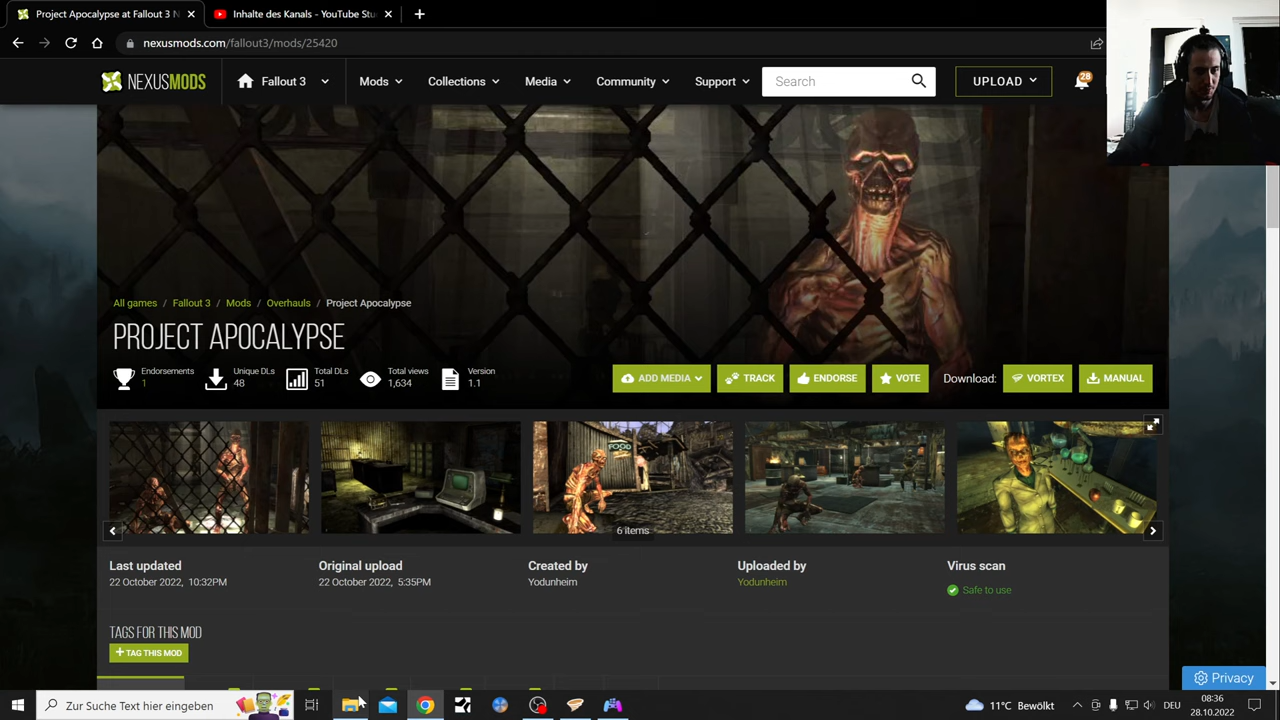 Project Apocalypse at Fallout 3 N
Inhalte des Kanals - YouTube Stu
nexusmods.com/fallout3/mods/25420
NEXUSMODS
Fallout 3
Mods
Collections
Media
Community
Support
Search
UPLOAD
28
All games / Fallout 3 / Mods / Overhauls / Project Apocalypse
PROJECT APOCALYPSE
Endorsements
1
Unique DLs
48
Total DLs
51
Total views
1,634
Version
1.1
ADD MEDIA
TRACK
ENDORSE
VOTE
Download:
VORTEX
MANUAL
FOOD
6 items
Last updated
22 October 2022, 10:32PM
Original upload
22 October 2022, 5:35PM
Created by
Yodunheim
Uploaded by
Yodunheim
Virus scan
Safe to use
TAGS FOR THIS MOD
+ TAG THIS MOD
Privacy
Zur Suche Text hier eingeben
11°C Bewölkt
DEU
08:36
28.10.2022